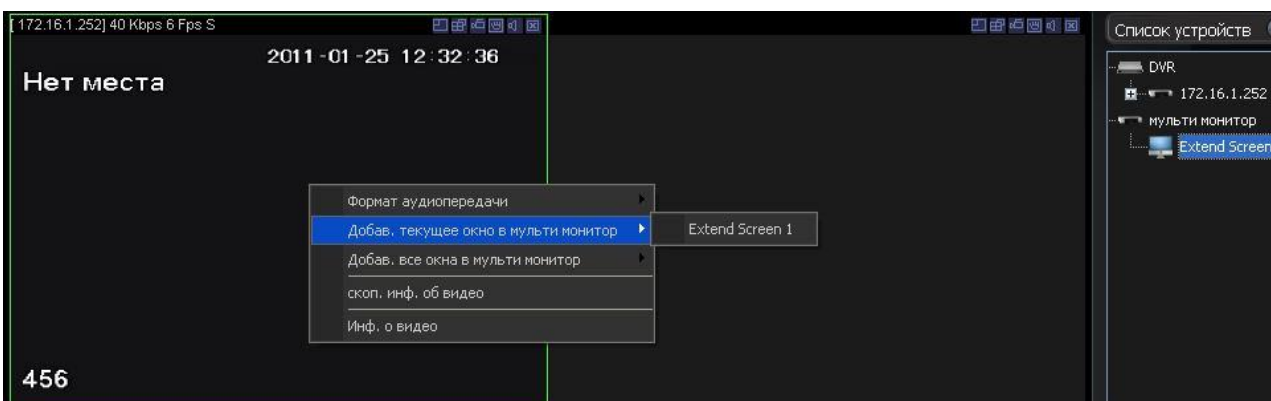 [ 172.16.1.252] 40 Kbps 6 Fps S
2011-01-25 12:32:36
Нет места
456
Формат аудиопередачи
Добав. текущее окно в мульти монитор
Extend Screen 1
Добав. все окна в мульти монитор
скоп. инф. об видео
Инф. о видео
Список устройств
DVR
172.16.1.252
мульти монитор
Extend Screen